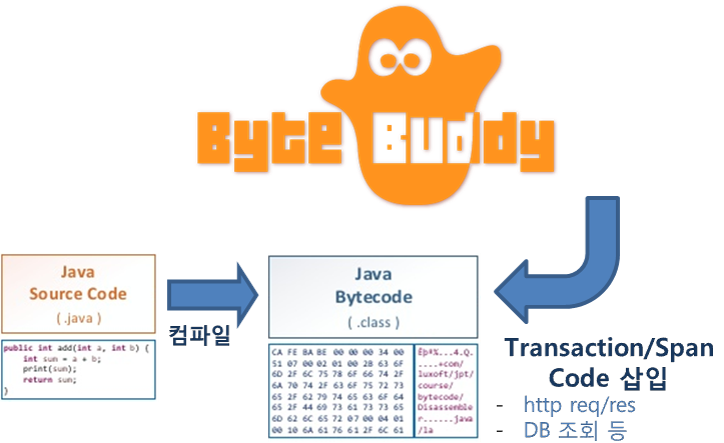 Byte Buddy
Java
Source Code
( .java )
컴파일
Java
Bytecode
( .class )
public int add(int a, int b) {
int sun = a + b;
print(sun);
return sun;
}
CA FE BA BE 00 00 00 34 00
51 07 00 02 01 00 2B 63 6F
6D 2F 6C 75 78 6F 66 74 2F
6A 70 74 2F 63 6F 75 72 73
65 2F 62 79 74 65 63 6F 64
65 2F 44 69 73 61 73 73 65
6D 62 6C 65 72 07 00 04 01
00 10 6A 61 76 61 2F 6C 61
Êþº¾...4.Q.
....+com/
luxoft/jpt/
course/
bytecode/
Disassemble
r......java
/la
Transaction/Span
Code 삽입
- http req/res
- DB 조회 등